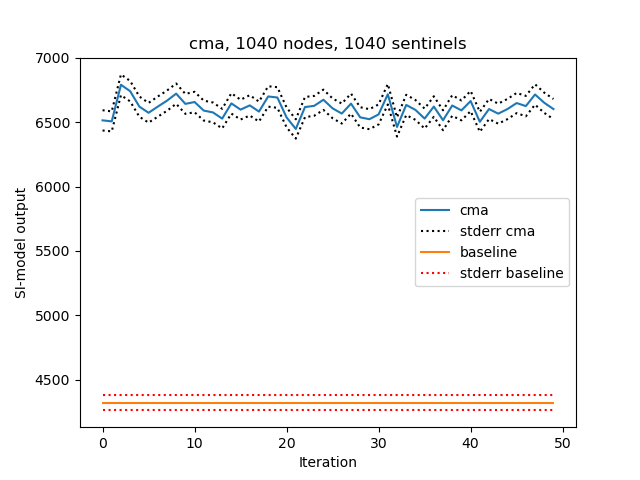 cma, 1040 nodes, 1040 sentinels
7000
6500
6000
5500
5000
4500
SI-model output
cma
stderr cma
baseline
stderr baseline
0 10 20 30 40 50
Iteration